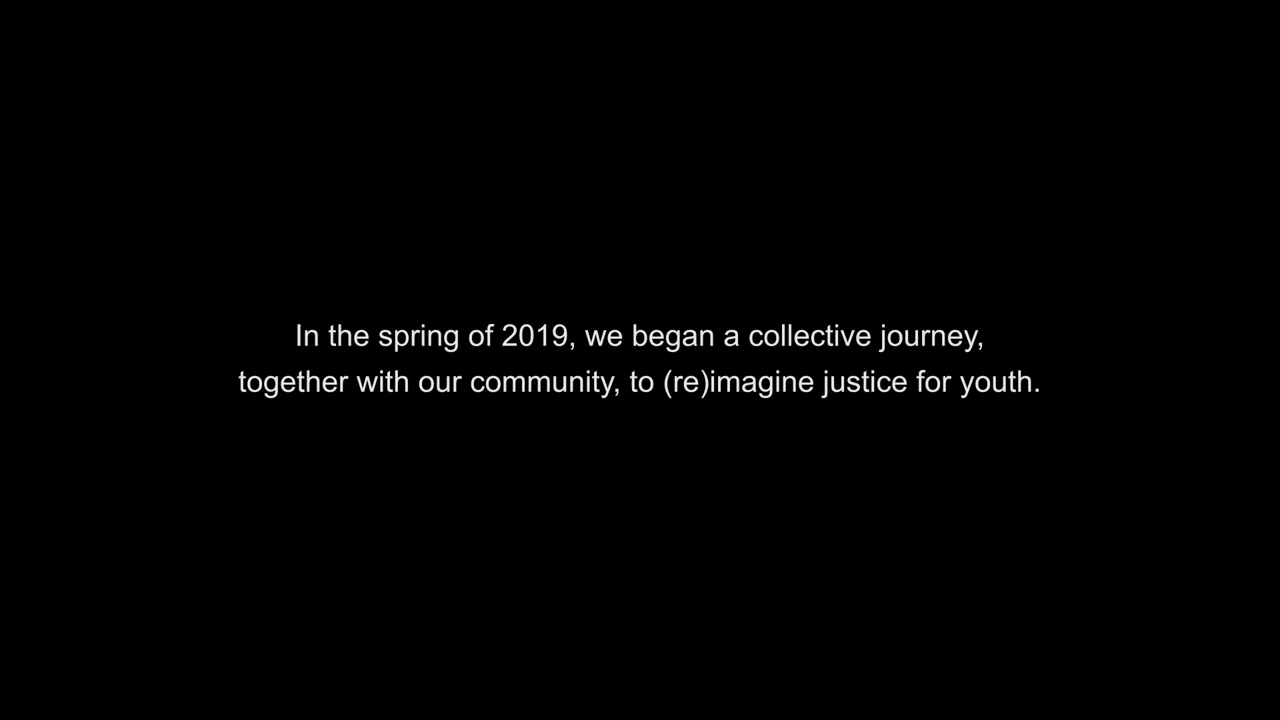 In the spring of 2019, we began a collective journey,
together with our community, to (re)imagine justice for youth.